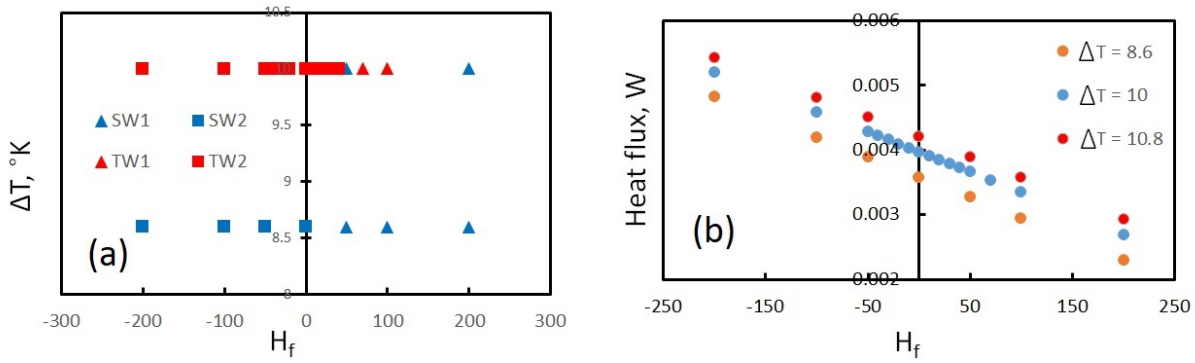 10.5
10
9.5
9
8.5
8
ΔT, °K
SW1 SW2
TW1 TW2
(a)
-300 -200 -100 0 100 200 300
H_f
0.006
0.005
0.004
0.003
0.002
Heat flux, W
ΔT = 8.6
ΔT = 10
ΔT = 10.8
(b)
-250 -150 -50 50 150 250
H_f